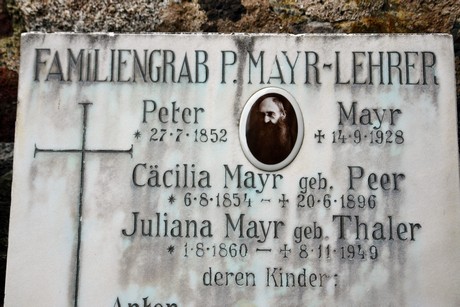 FAMILIENGRAB P. MAYR-LEHRER
Peter Mayr
* 27·7·1852 + 14·9·1928
Cäcilia Mayr geb. Peer
* 6·8·1854 – + 20·6·1896
Juliana Mayr geb. Thaler
* 1·8·1860 – + 8·11·1949
deren Kinder: